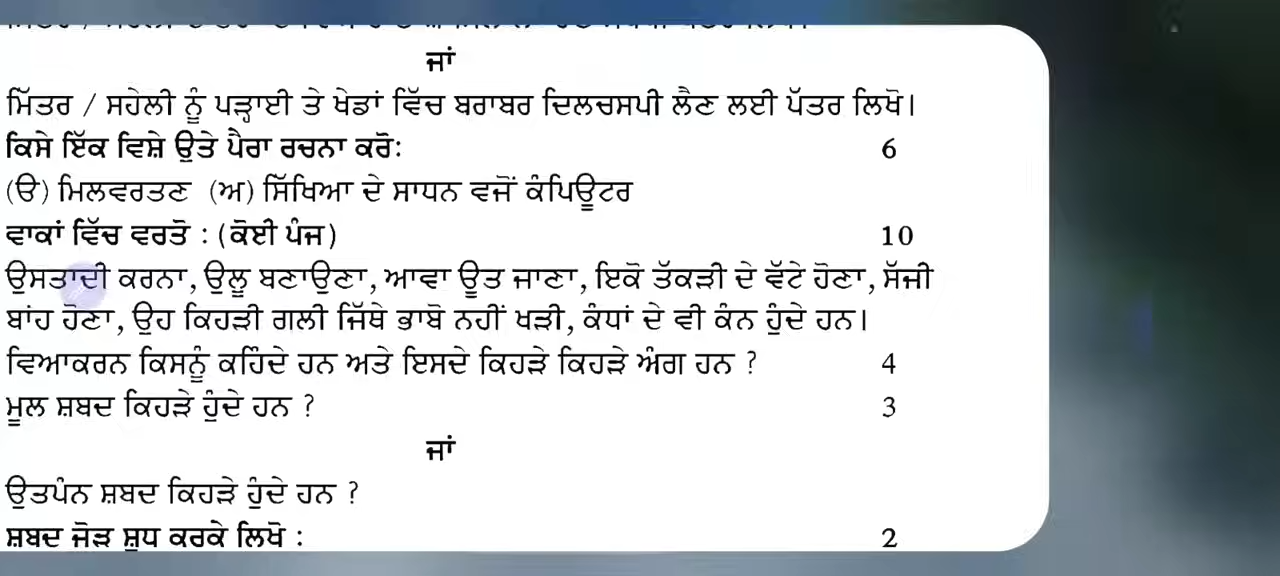 ਜਾਂ
ਮਿੱਤਰ / ਸਹੇਲੀ ਨੂੰ ਪੜ੍ਹਾਈ ਤੇ ਖੇਡਾਂ ਵਿੱਚ ਬਰਾਬਰ ਦਿਲਚਸਪੀ ਲੈਣ ਲਈ ਪੱਤਰ ਲਿਖੋ।
ਕਿਸੇ ਇੱਕ ਵਿਸ਼ੇ ਉਤੇ ਪੈਰਾ ਰਚਨਾ ਕਰੋ: 6
(ੳ) ਮਿਲਵਰਤਣ (ਅ) ਸਿੱਖਿਆ ਦੇ ਸਾਧਨ ਵਜੋਂ ਕੰਪਿਊਟਰ
ਵਾਕਾਂ ਵਿੱਚ ਵਰਤੋ : (ਕੋਈ ਪੰਜ) 10
ਉਸਤਾਦੀ ਕਰਨਾ, ਉਲੂ ਬਣਾਉਣਾ, ਆਵਾ ਊਤ ਜਾਣਾ, ਇਕੋ ਤੱਕੜੀ ਦੇ ਵੱਟੇ ਹੋਣਾ, ਸੱਜੀ
ਬਾਂਹ ਹੋਣਾ, ਉਹ ਕਿਹੜੀ ਗਲੀ ਜਿੱਥੇ ਭਾਬੋ ਨਹੀਂ ਖੜੀ, ਕੰਧਾਂ ਦੇ ਵੀ ਕੰਨ ਹੁੰਦੇ ਹਨ।
ਵਿਆਕਰਨ ਕਿਸਨੂੰ ਕਹਿੰਦੇ ਹਨ ਅਤੇ ਇਸਦੇ ਕਿਹੜੇ ਕਿਹੜੇ ਅੰਗ ਹਨ ? 4
ਮੂਲ ਸ਼ਬਦ ਕਿਹੜੇ ਹੁੰਦੇ ਹਨ ? 3
ਜਾਂ
ਉਤਪੰਨ ਸ਼ਬਦ ਕਿਹੜੇ ਹੁੰਦੇ ਹਨ ?
ਸ਼ਬਦ ਜੋੜ ਸ਼ੁਧ ਕਰਕੇ ਲਿਖੋ : 2